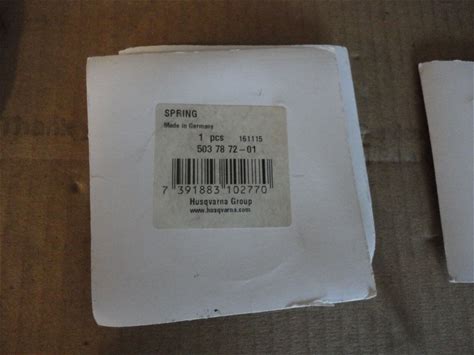 Thank
SPRING
Made in Germany
1 pcs 161115
503 78 72-01
7 391883 102770
Husqvarna Group
www.husqvarna.com